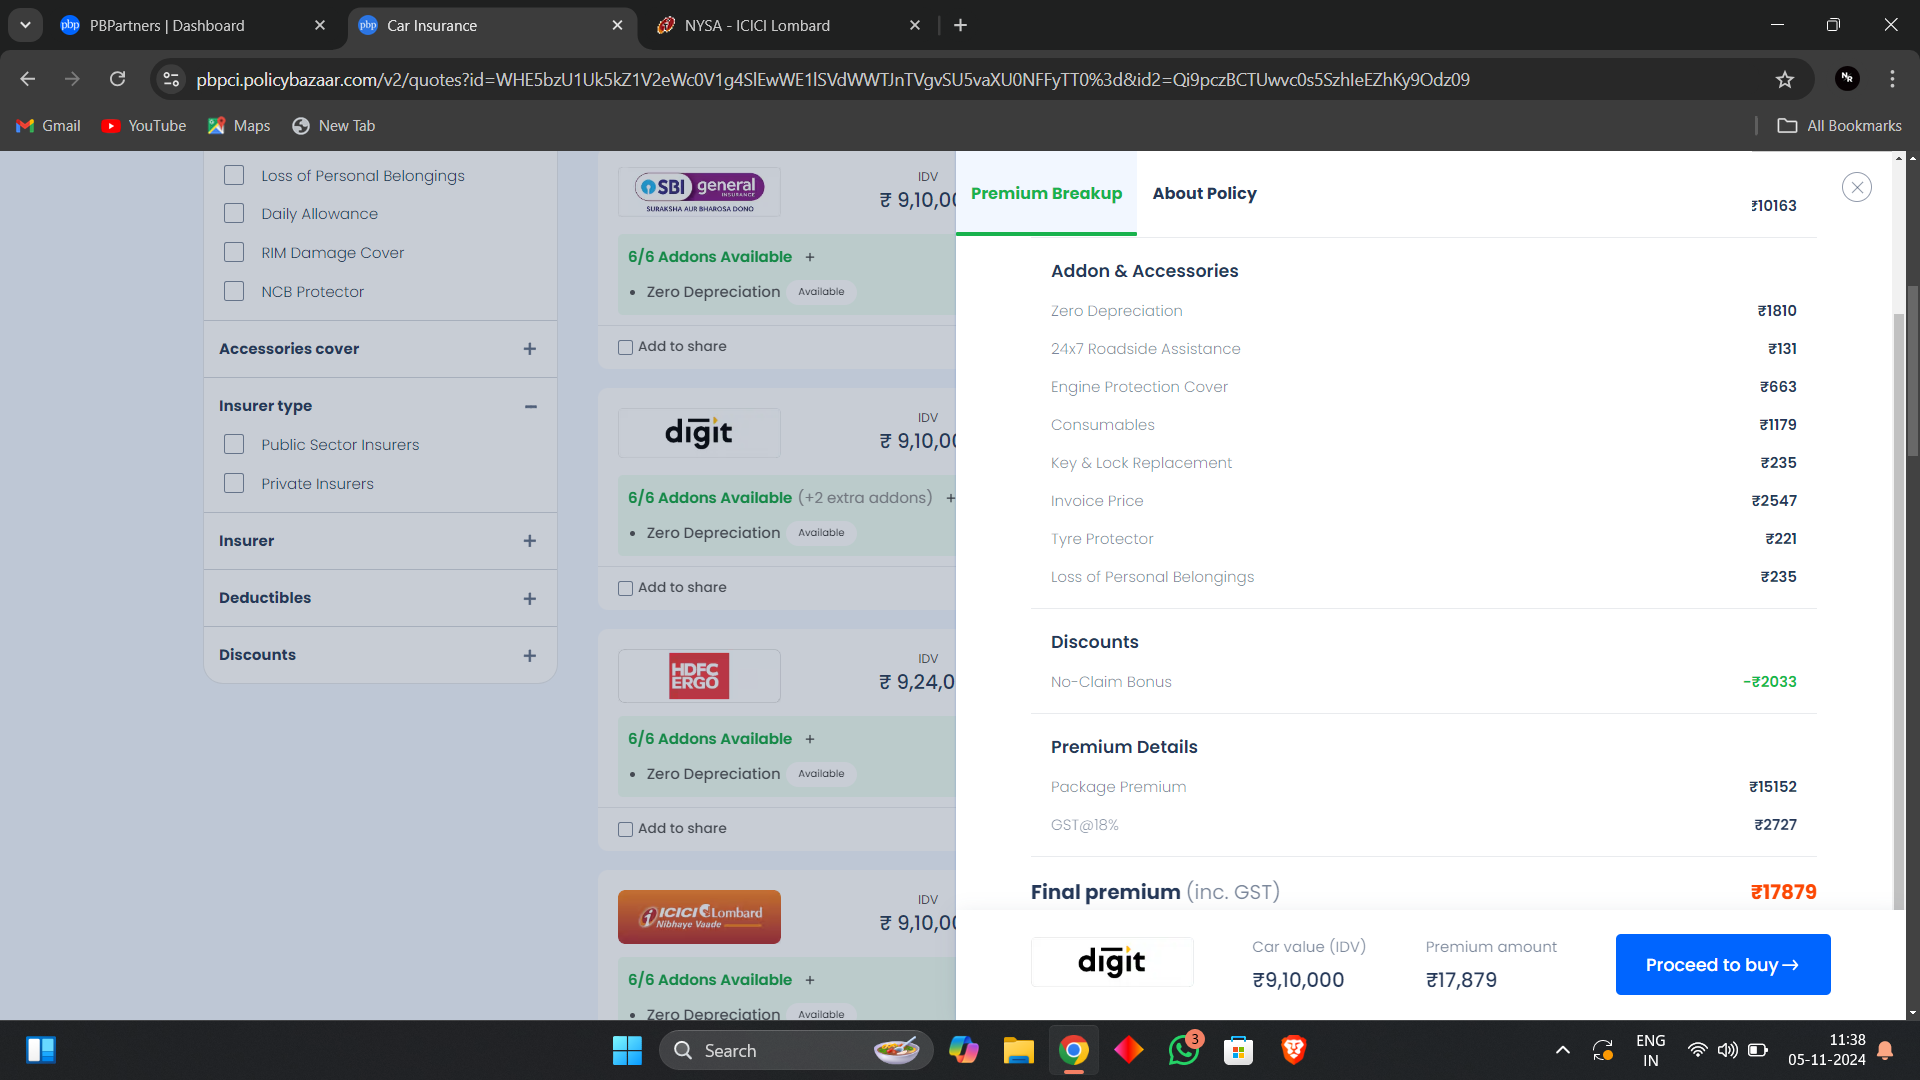 PBPartners | Dashboard
Car Insurance
NYSA - ICICI Lombard
pbpci.policybazaar.com/v2/quotes?id=WHE5bzU1Uk5kZ1V2eWc0V1g4SlEwWE1lSVdWWTJnTVgvSU5vaXU0NFFyTT0%3d&id2=Qi9pczBCTUwvc0s5SzhIeEZhKy9Odz09
Gmail
YouTube
Maps
New Tab
All Bookmarks
Loss of Personal Belongings
Daily Allowance
RIM Damage Cover
NCB Protector
Accessories cover
Insurer type
Public Sector Insurers
Private Insurers
Insurer
Deductibles
Discounts
SBI general
INSURANCE
SURAKSHA AUR BHAROSA DONO
IDV
₹ 9,10,00
6/6 Addons Available +
• Zero Depreciation Available
Add to share
digit
IDV
₹ 9,10,00
6/6 Addons Available (+2 extra addons) +
• Zero Depreciation Available
Add to share
HDFC
ERGO
IDV
₹ 9,24,0
6/6 Addons Available +
• Zero Depreciation Available
Add to share
ICICI Lombard
Nibhaye Vaade
IDV
₹ 9,10,00
6/6 Addons Available +
• Zero Depreciation Available
Premium Breakup
About Policy
₹10163
Addon & Accessories
Zero Depreciation ₹1810
24x7 Roadside Assistance ₹131
Engine Protection Cover ₹663
Consumables ₹1179
Key & Lock Replacement ₹235
Invoice Price ₹2547
Tyre Protector ₹221
Loss of Personal Belongings ₹235
Discounts
No-Claim Bonus -₹2033
Premium Details
Package Premium ₹15152
GST@18% ₹2727
Final premium (inc. GST) ₹17879
digit
Car value (IDV)
₹9,10,000
Premium amount
₹17,879
Proceed to buy→
Search
3
ENG
IN
11:38
05-11-2024